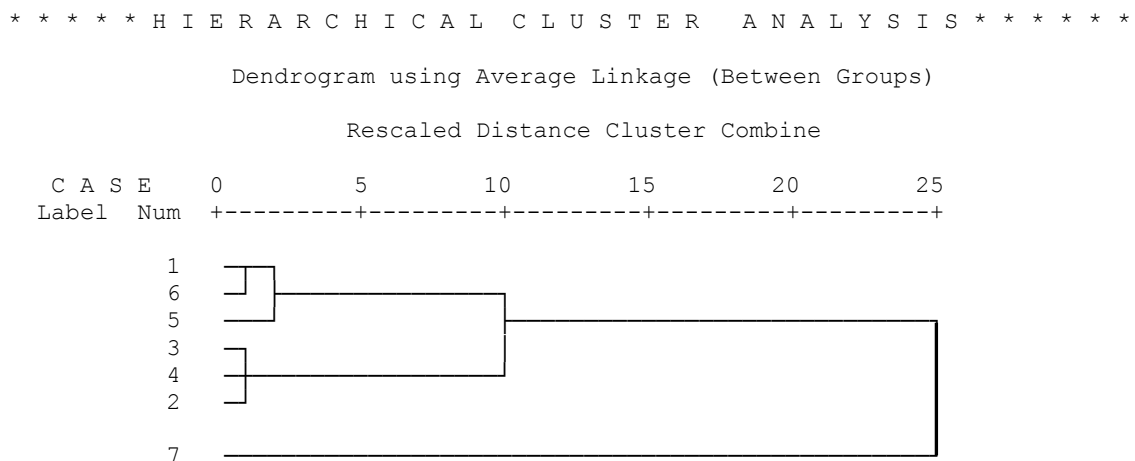 * * * * * H I E R A R C H I C A L   C L U S T E R   A N A L Y S I S * * * * * *
Dendrogram using Average Linkage (Between Groups)
Rescaled Distance Cluster Combine
C A S E 0 5 10 15 20 25
Label Num +---------+---------+---------+---------+---------+
1
6
5
3
4
2
7